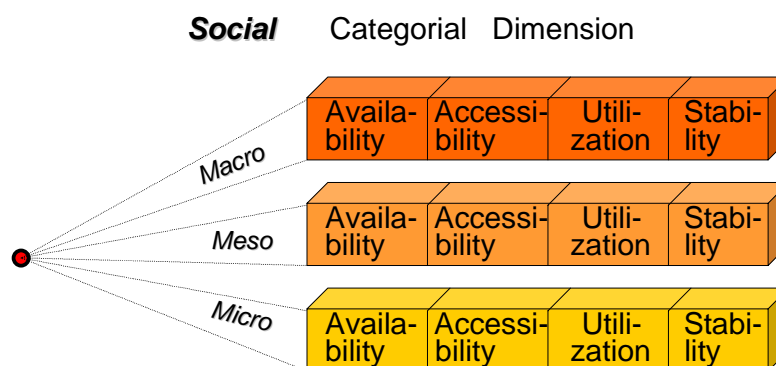 Social Categorial Dimension
Macro
Availa- Accessi- Utili- Stabi-
bility bility zation lity
Meso
Availa- Accessi- Utili- Stabi-
bility bility zation lity
Micro
Availa- Accessi- Utili- Stabi-
bility bility zation lity